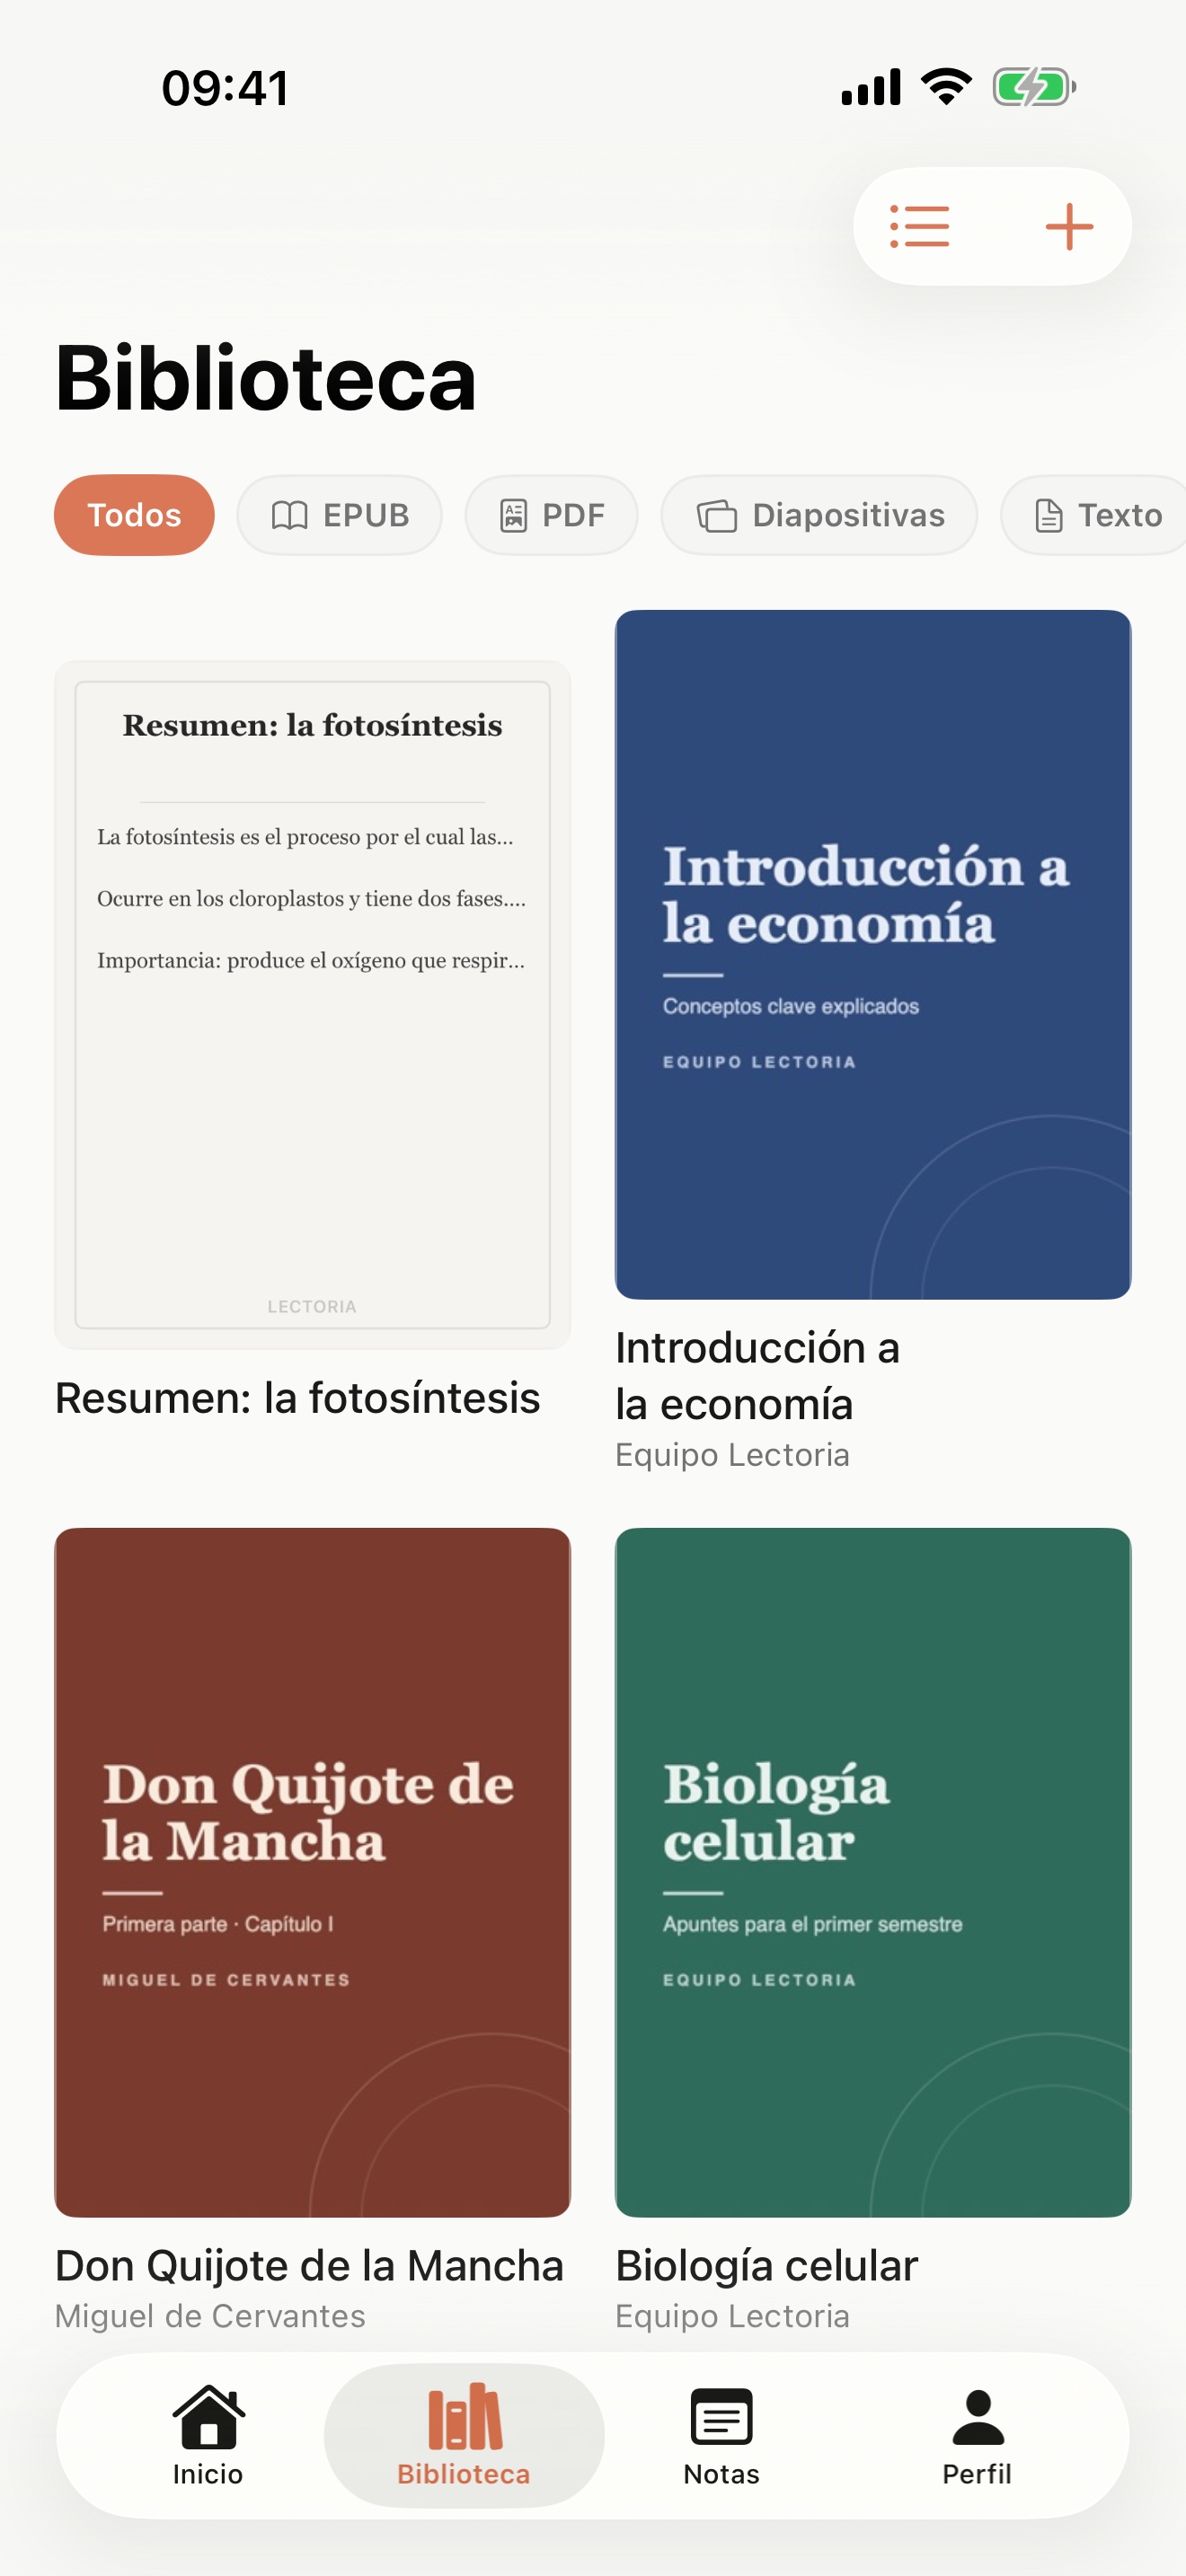 09:41
Biblioteca
Todos
EPUB
PDF
Diapositivas
Texto
Resumen: la fotosíntesis
La fotosíntesis es el proceso por el cual las...
Ocurre en los cloroplastos y tiene dos fases....
Importancia: produce el oxígeno que respir...
LECTORIA
Resumen: la fotosíntesis
Introducción a
la economía
Conceptos clave explicados
EQUIPO LECTORIA
Introducción a
la economía
Equipo Lectoria
Don Quijote de
la Mancha
Primera parte · Capítulo I
MIGUEL DE CERVANTES
Don Quijote de la Mancha
Miguel de Cervantes
Biología
celular
Apuntes para el primer semestre
EQUIPO LECTORIA
Biología celular
Equipo Lectoria
Inicio
Biblioteca
Notas
Perfil